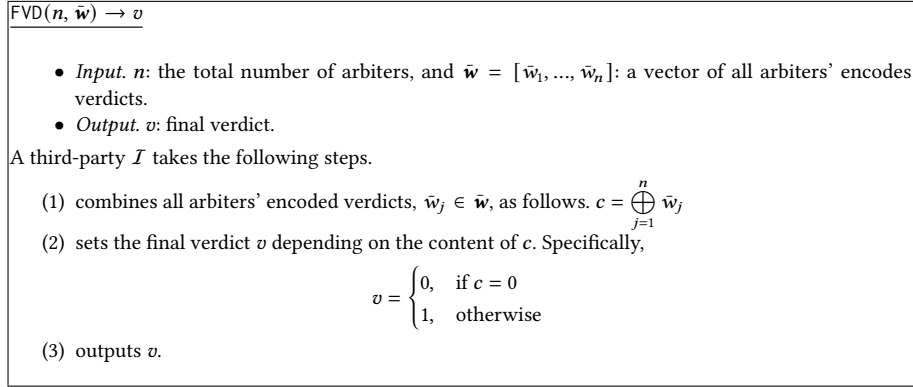 FVD(n, w̄) → v
• Input. n: the total number of arbiters, and w̄ = [w̄₁, ..., w̄ₙ]: a vector of all arbiters' encodes
verdicts.
• Output. v: final verdict.
A third-party I takes the following steps.
(1) combines all arbiters' encoded verdicts, w̄ⱼ ∈ w̄, as follows. c = ⊕ⁿⱼ₌₁ w̄ⱼ
(2) sets the final verdict v depending on the content of c. Specifically,
v = { 0, if c = 0
1, otherwise
(3) outputs v.